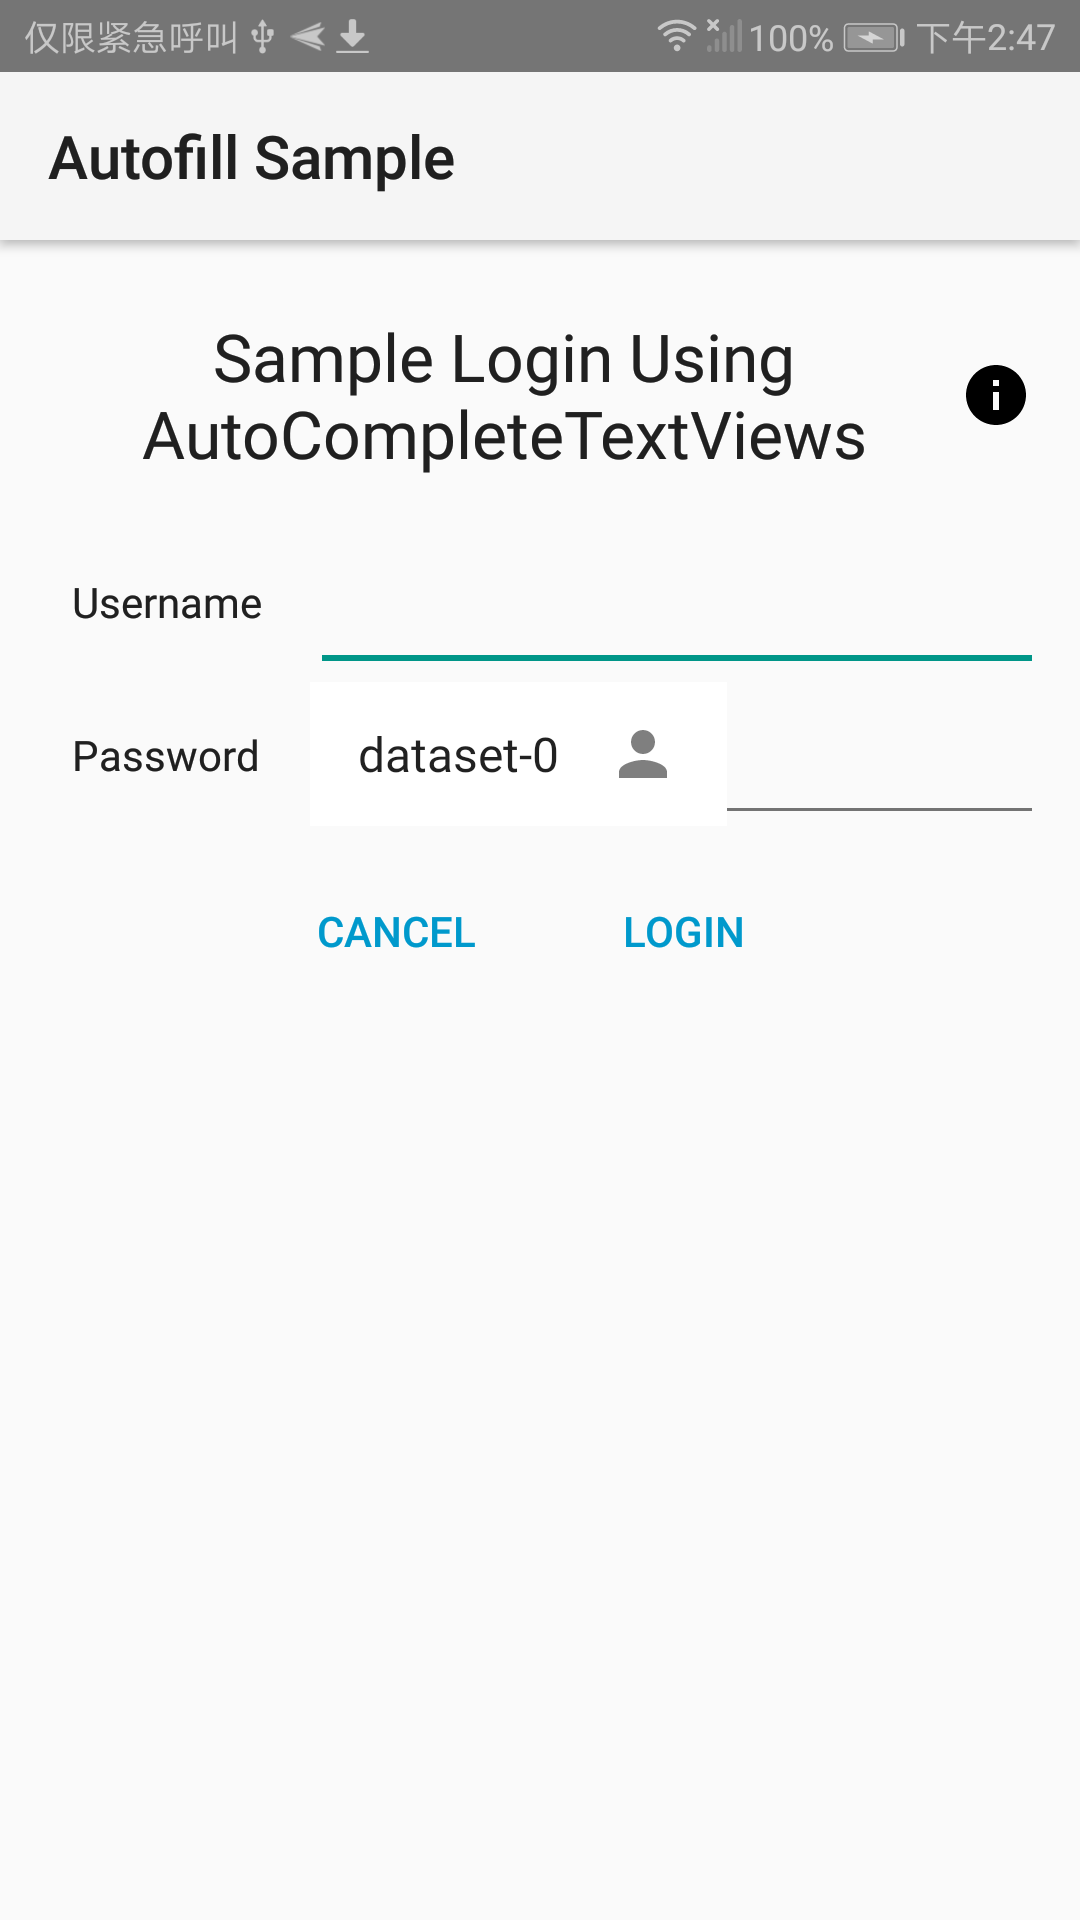 仅限紧急呼叫 100% 下午2:47
Autofill Sample
Sample Login Using
AutoCompleteTextViews
Username
Password
dataset-0
CANCEL LOGIN